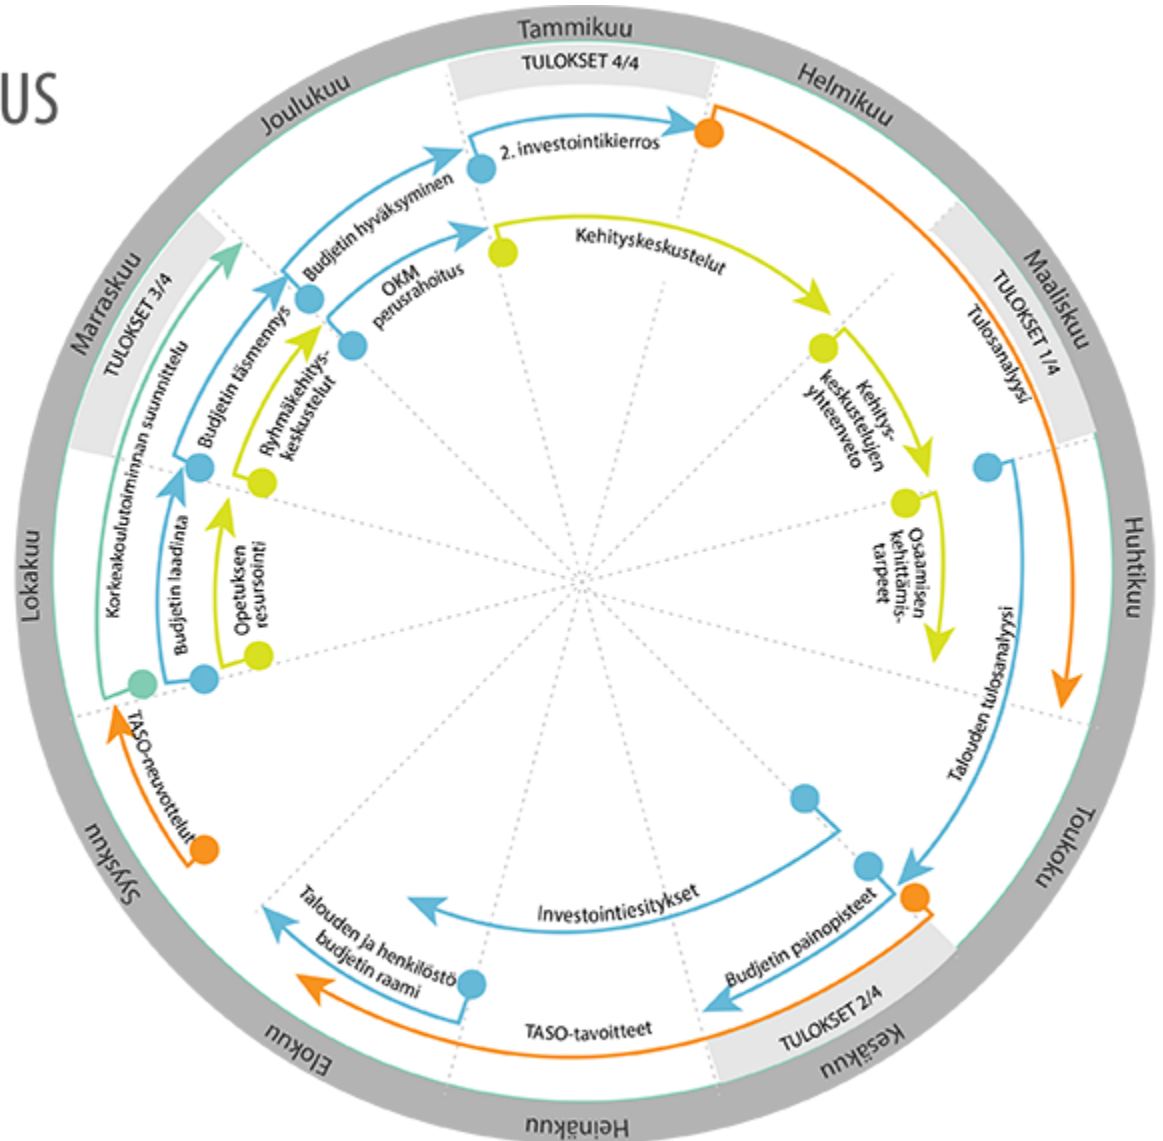 US
Tammikuu
Helmikuu
Maaliskuu
Huhtikuu
Toukoku
Kesäkuu
Heinäkuu
Elokuu
Syyskuu
Lokakuu
Marraskuu
Joulukuu
TULOKSET 4/4
TULOKSET 1/4
TULOKSET 2/4
TULOKSET 3/4
2. investointikierros
Tulosanalyysi
Kehityskeskustelut
Kehitys-
keskustelujen
yhteenveto
Osaamisen
kehittämis-
tarpeet
Talouden tulosanalyysi
Budjetin painopisteet
Investointiesitykset
TASO-tavoitteet
Talouden ja henkilöstö
budjetin raami
TASO-neuvottelut
Korkeakoulutoiminnan suunnittelu
Budjetin laadinta
Opetuksen
resursointi
Budjetin täsmennys
Ryhmäkehitys-
keskustelut
Budjetin hyväksyminen
OKM
perusrahoitus